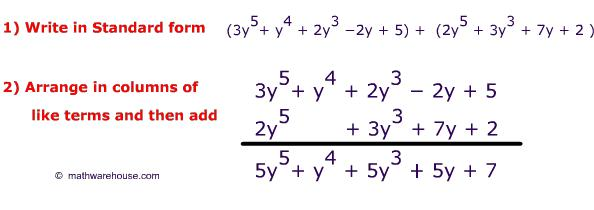 1) Write in Standard form (3y⁵+ y⁴ + 2y³ −2y + 5) + (2y⁵ + 3y³ + 7y + 2 )
2) Arrange in columns of
like terms and then add
3y⁵+ y⁴ + 2y³ − 2y + 5
2y⁵ + 3y³ + 7y + 2
5y⁵+ y⁴ + 5y³ + 5y + 7
© mathwarehouse.com